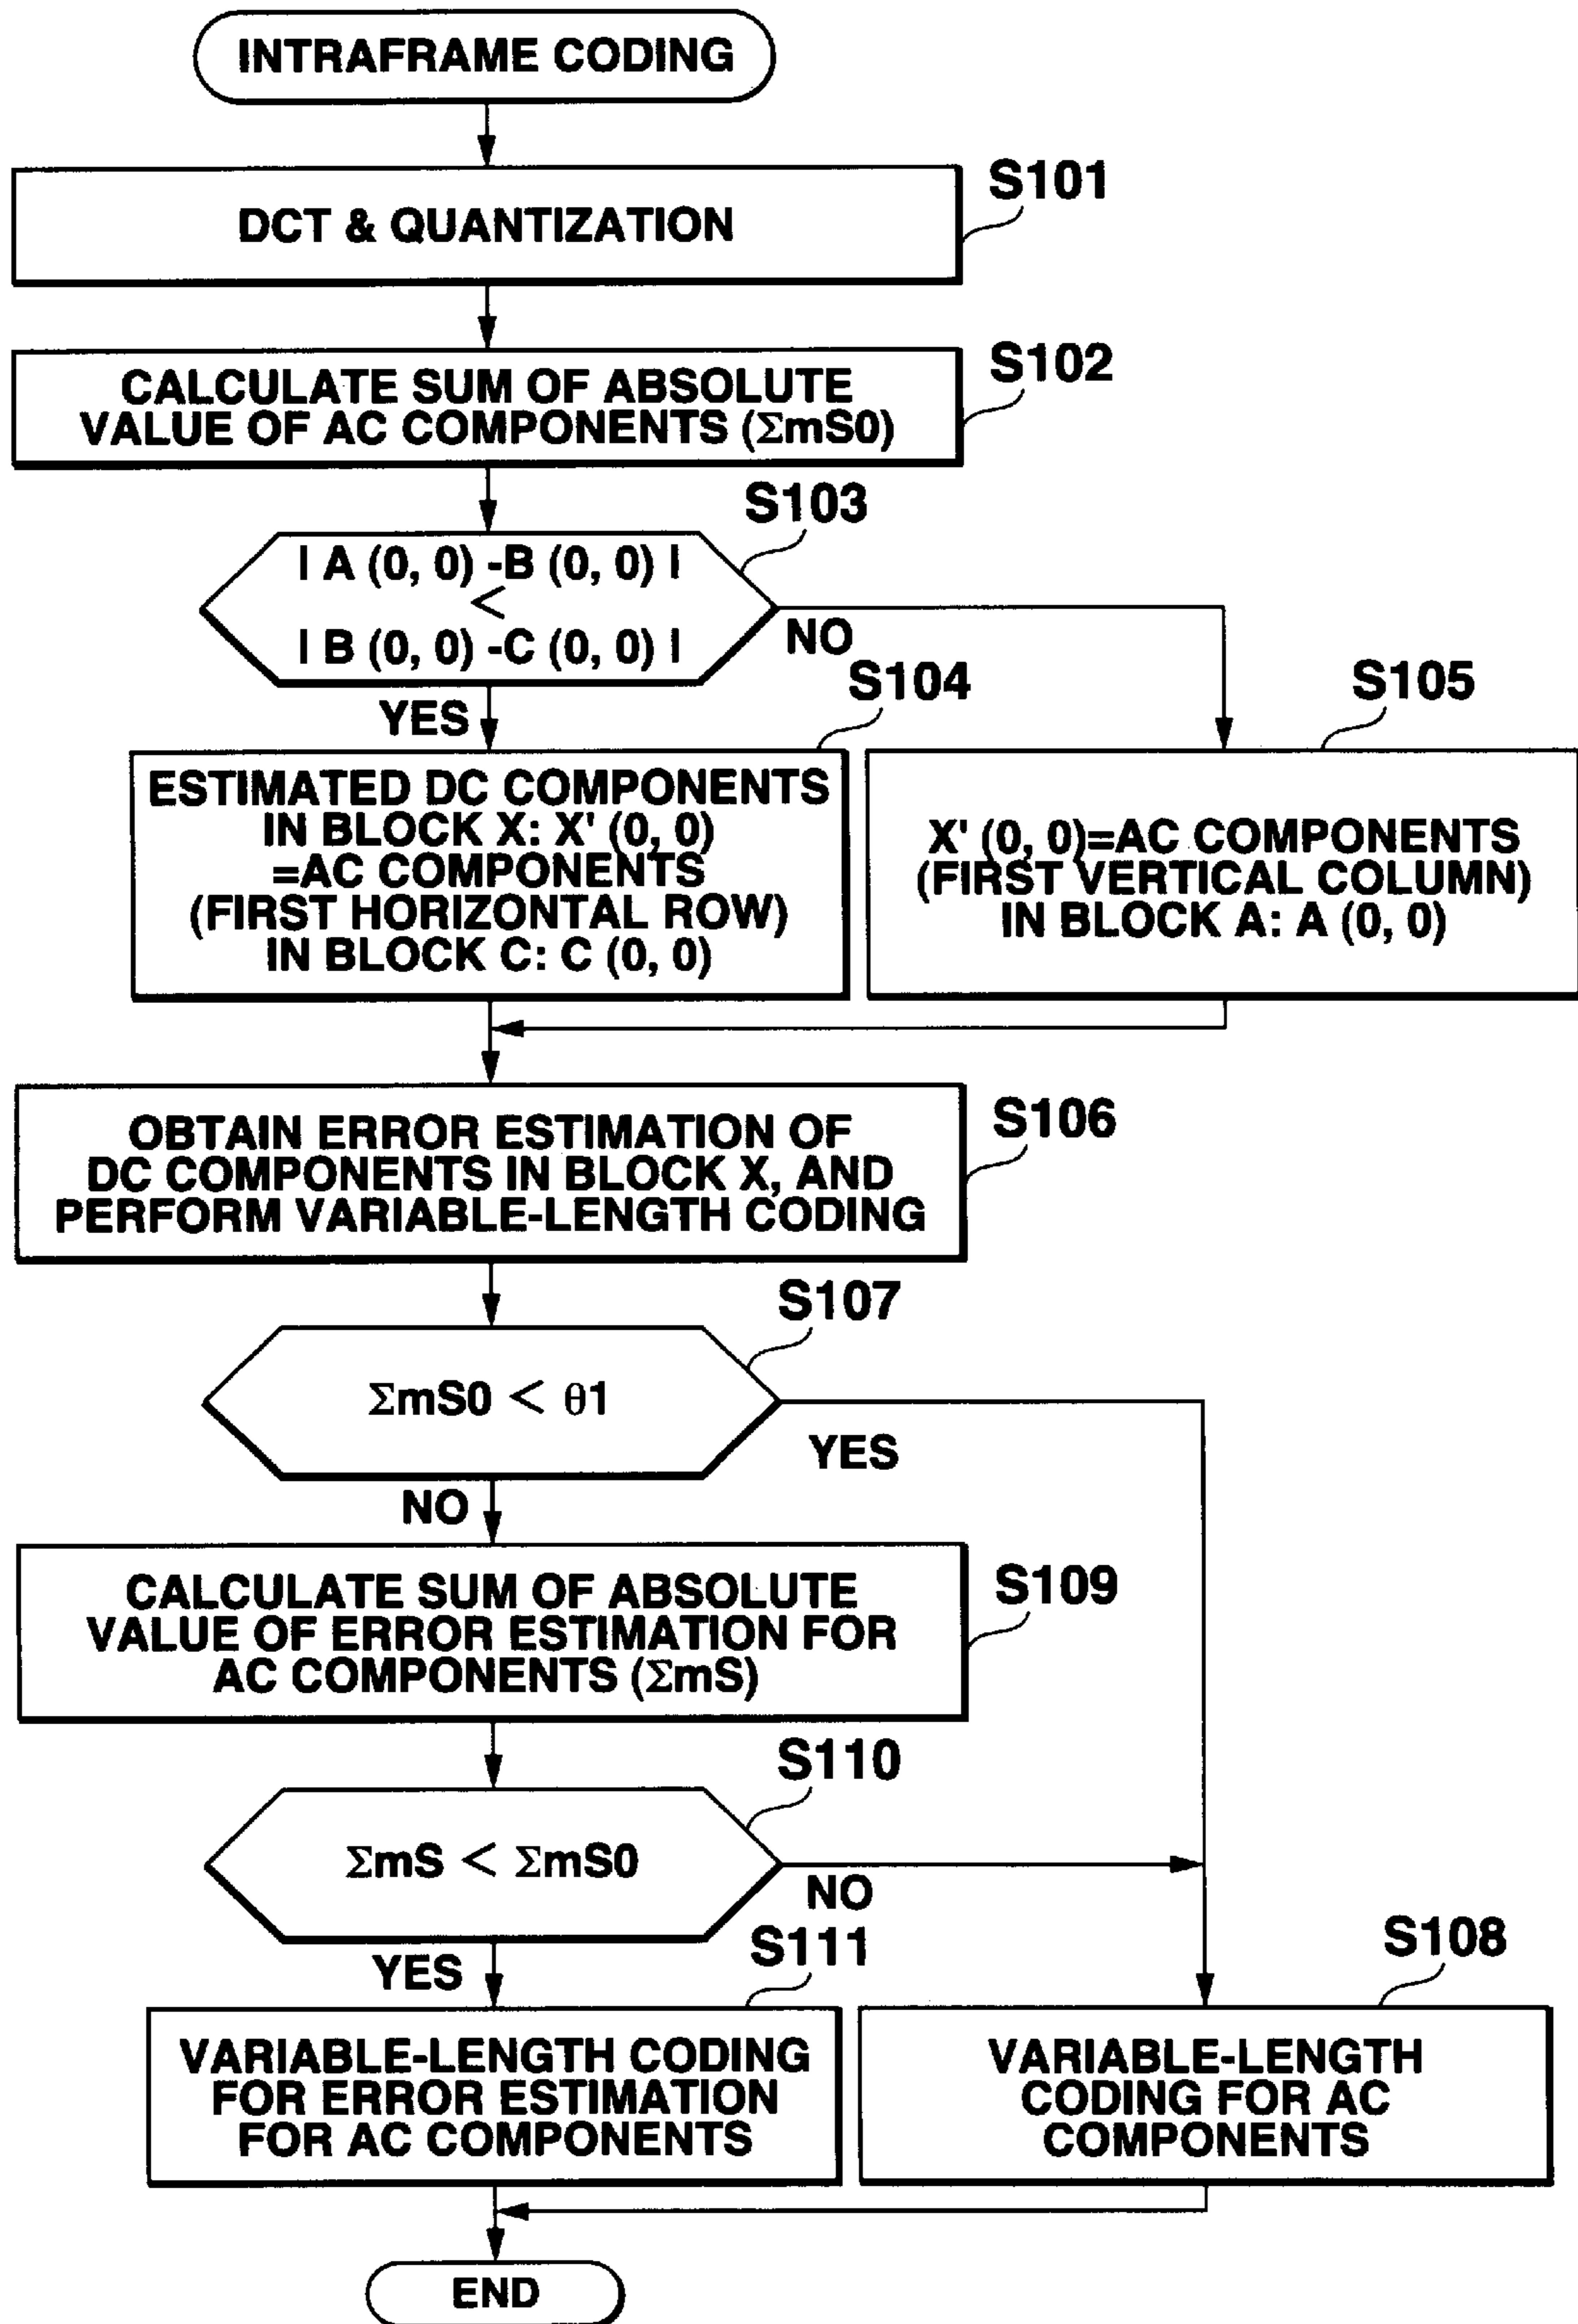 INTRAFRAME CODING
S101
DCT & QUANTIZATION
S102
CALCULATE SUM OF ABSOLUTE
VALUE OF AC COMPONENTS (ΣmS0)
S103
| A (0, 0) -B (0, 0) |
<
| B (0, 0) -C (0, 0) |
NO
YES
S104
ESTIMATED DC COMPONENTS
IN BLOCK X: X' (0, 0)
=AC COMPONENTS
(FIRST HORIZONTAL ROW)
IN BLOCK C: C (0, 0)
S105
X' (0, 0)=AC COMPONENTS
(FIRST VERTICAL COLUMN)
IN BLOCK A: A (0, 0)
S106
OBTAIN ERROR ESTIMATION OF
DC COMPONENTS IN BLOCK X, AND
PERFORM VARIABLE-LENGTH CODING
S107
ΣmS0 < θ1
YES
NO
S109
CALCULATE SUM OF ABSOLUTE
VALUE OF ERROR ESTIMATION FOR
AC COMPONENTS (ΣmS)
S110
ΣmS < ΣmS0
NO
YES
S111
VARIABLE-LENGTH CODING
FOR ERROR ESTIMATION
FOR AC COMPONENTS
S108
VARIABLE-LENGTH
CODING FOR AC
COMPONENTS
END